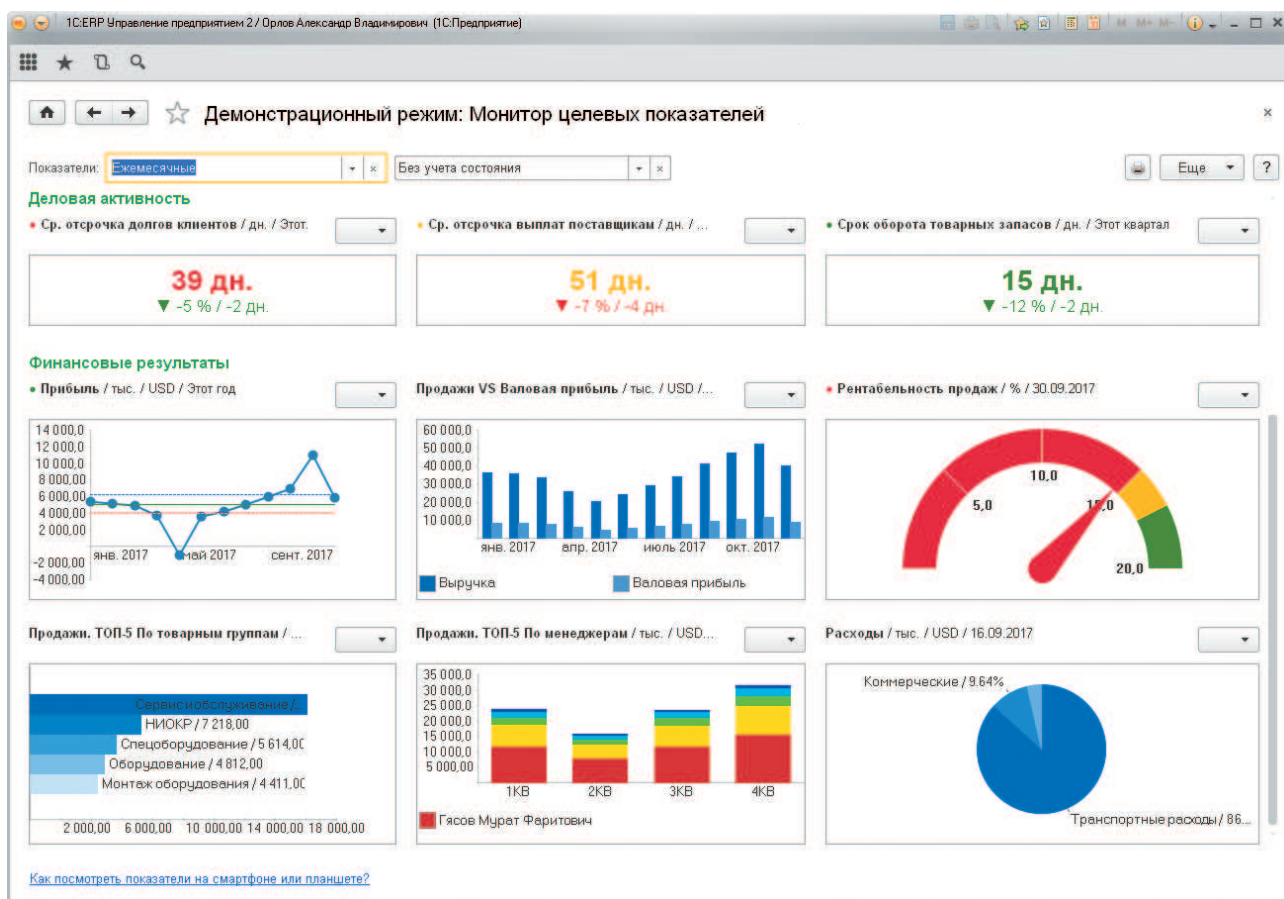 1С:ERP Управление предприятием 2 / Орлов Александр Владимирович (1С:Предприятие)
M M+ M-
Демонстрационный режим: Монитор целевых показателей
Показатели: Ежемесячные Без учета состояния Еще ?
Деловая активность
Ср. отсрочка долгов клиентов / дн. / Этот. Ср. отсрочка выплат поставщикам / дн. / ... Срок оборота товарных запасов / дн. / Этот квартал
39 дн. 51 дн. 15 дн.
▼ -5 % / -2 дн. ▼ -7 % / -4 дн. ▼ -12 % / -2 дн.
Финансовые результаты
Прибыль / тыс. / USD / Этот год
14 000,0
12 000,0
10 000,0
8 000,00
6 000,00
4 000,00
2 000,00
-2 000,00
-4 000,00
янв. 2017 май 2017 сент. 2017
Продажи VS Валовая прибыль / тыс. / USD /...
60 000,0
50 000,0
40 000,0
30 000,0
20 000,0
10 000,0
янв. 2017 апр. 2017 июль 2017 окт. 2017
Выручка Валовая прибыль
Рентабельность продаж / % / 30.09.2017
5,0 10,0 15,0 20,0
Продажи. ТОП-5 По товарным группам / ...
Сервисное обслуживание /...
НИОКР / 7 218,00
Спецоборудование / 5 614,00
Оборудование / 4 812,00
Монтаж оборудования / 4 411,00
2 000,00 6 000,00 10 000,00 14 000,00 18 000,00
Продажи. ТОП-5 По менеджерам / тыс. / USD...
35 000,0
30 000,0
25 000,0
20 000,0
15 000,0
10 000,0
5 000,00
1КВ 2КВ 3КВ 4КВ
Гясов Мурат Фаритович
Расходы / тыс. / USD / 16.09.2017
Коммерческие / 9.64%
Транспортные расходы / 86...
Как посмотреть показатели на смартфоне или планшете?